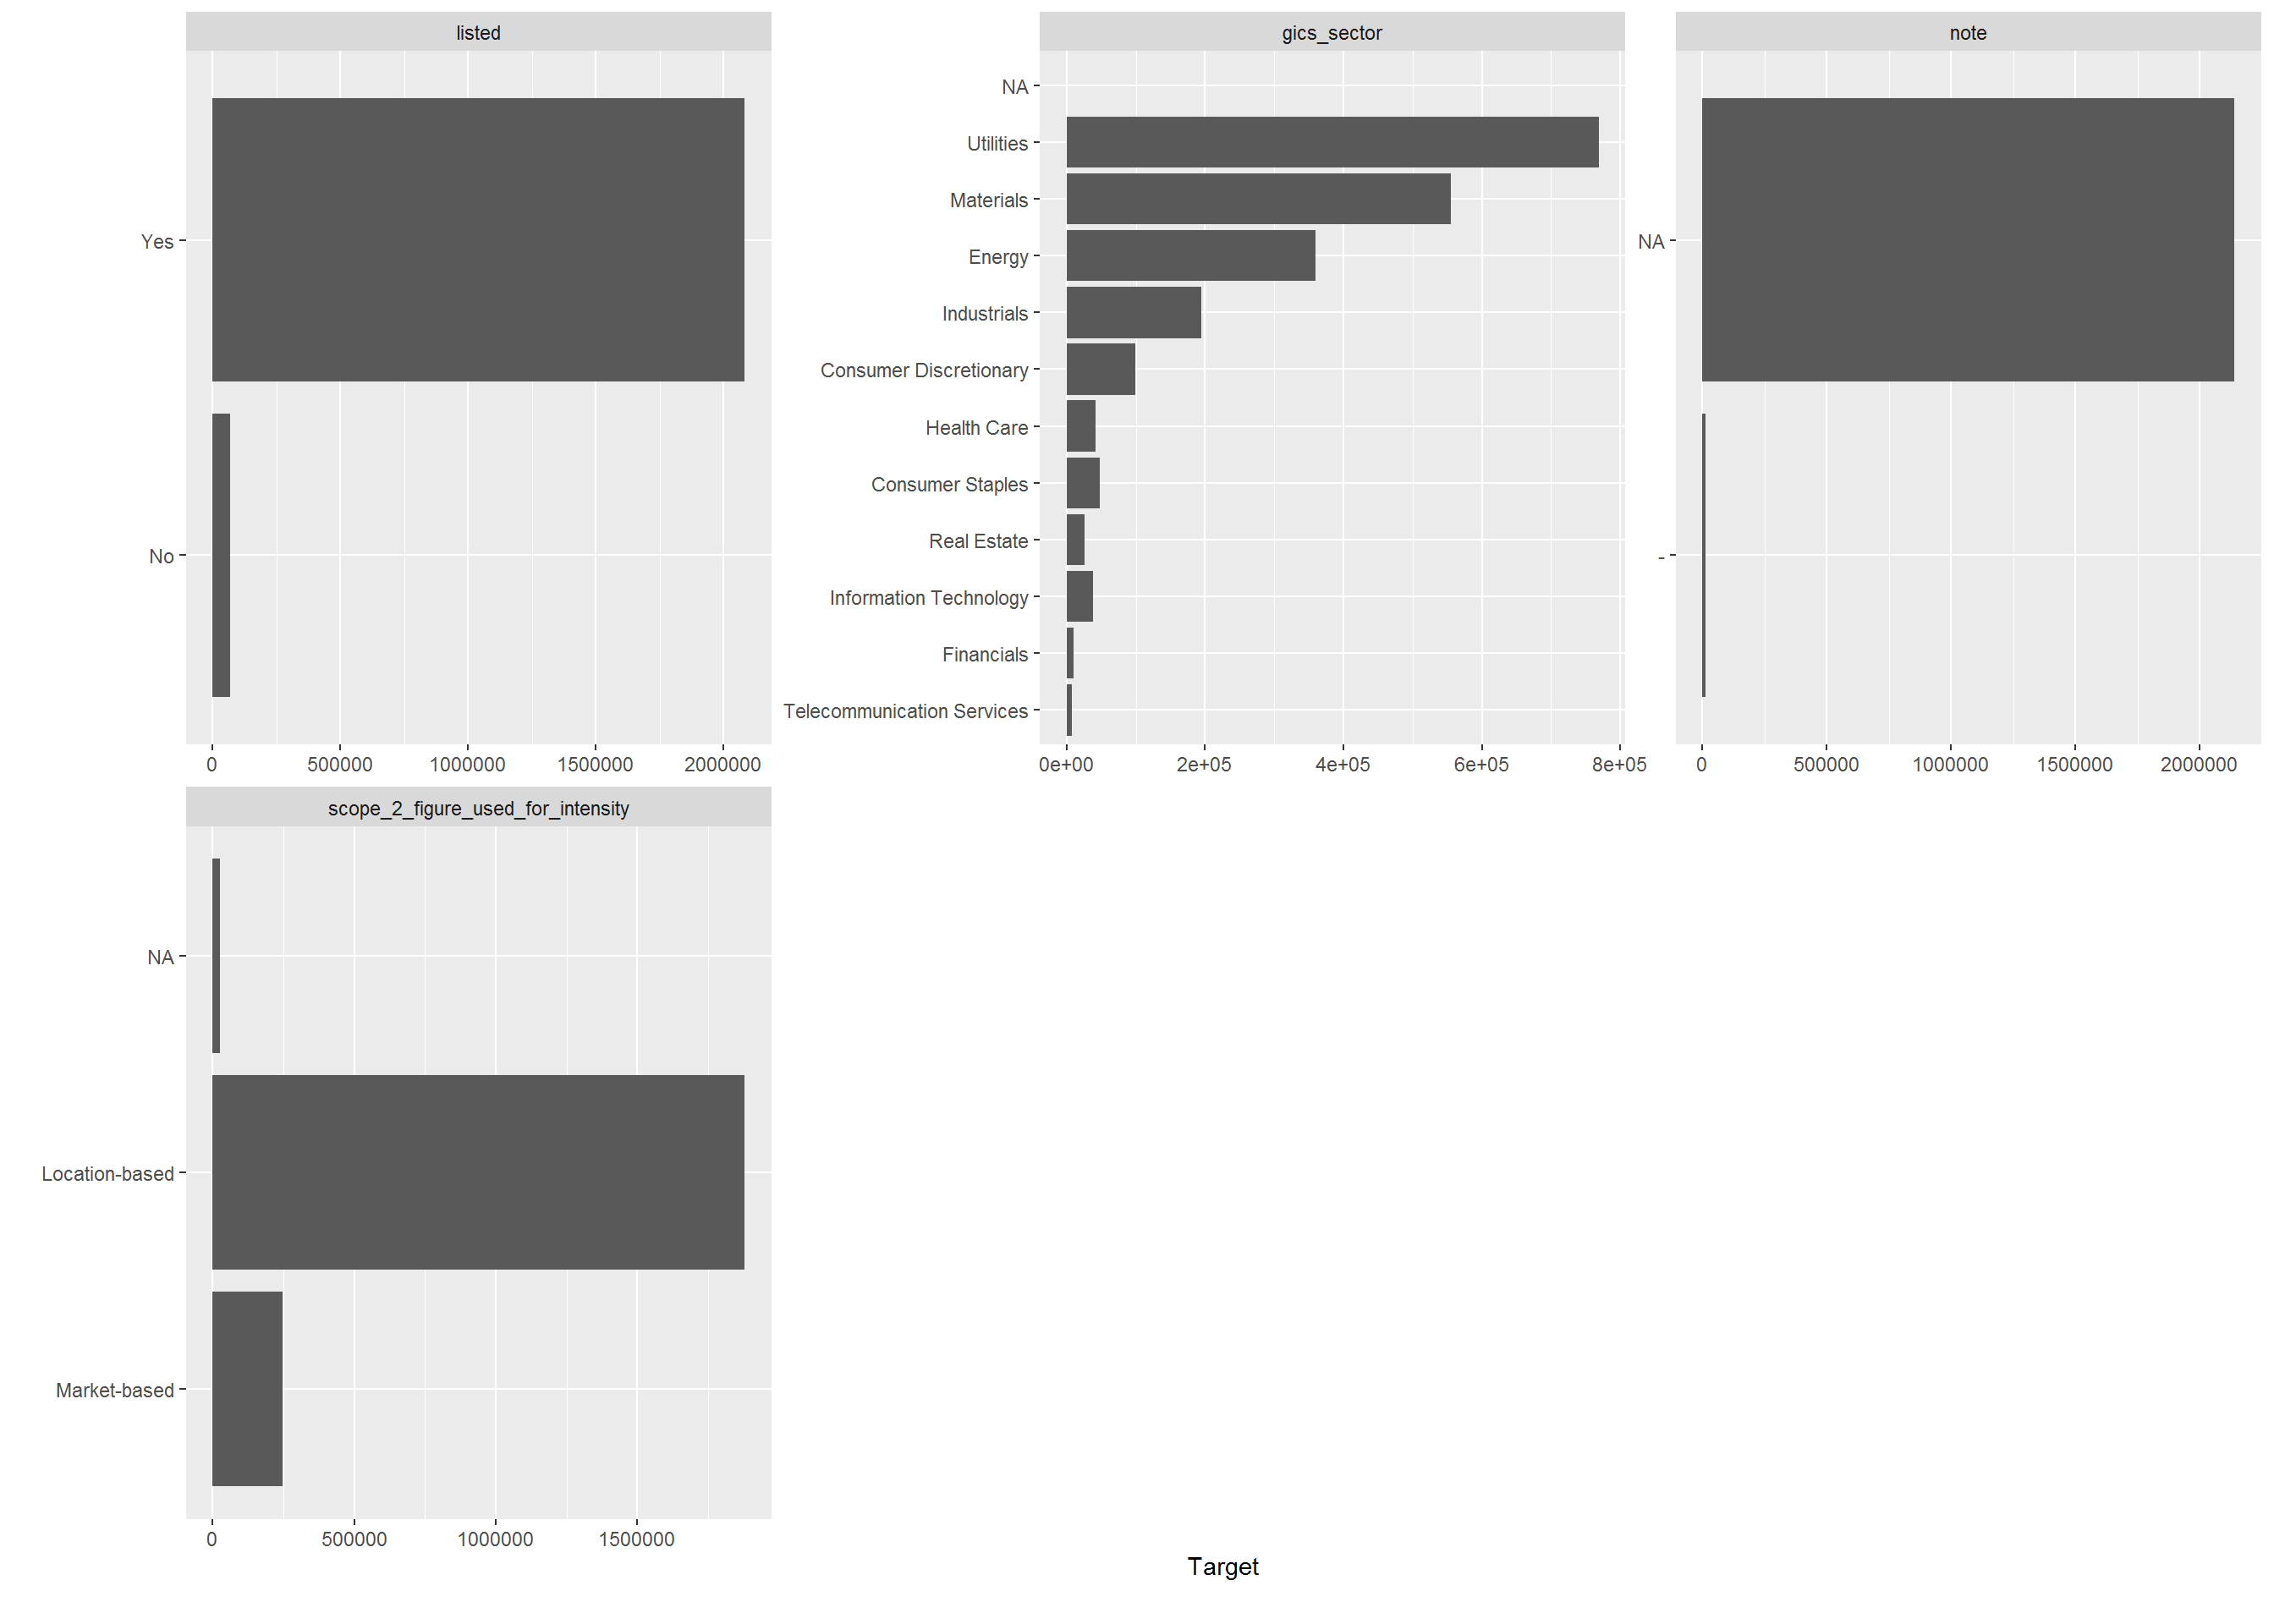 listed
Yes
No
0 500000 1000000 1500000 2000000
gics_sector
NA
Utilities
Materials
Energy
Industrials
Consumer Discretionary
Health Care
Consumer Staples
Real Estate
Information Technology
Financials
Telecommunication Services
0e+00 2e+05 4e+05 6e+05 8e+05
note
NA
-
0 500000 1000000 1500000 2000000
scope_2_figure_used_for_intensity
NA
Location-based
Market-based
0 500000 1000000 1500000
Target